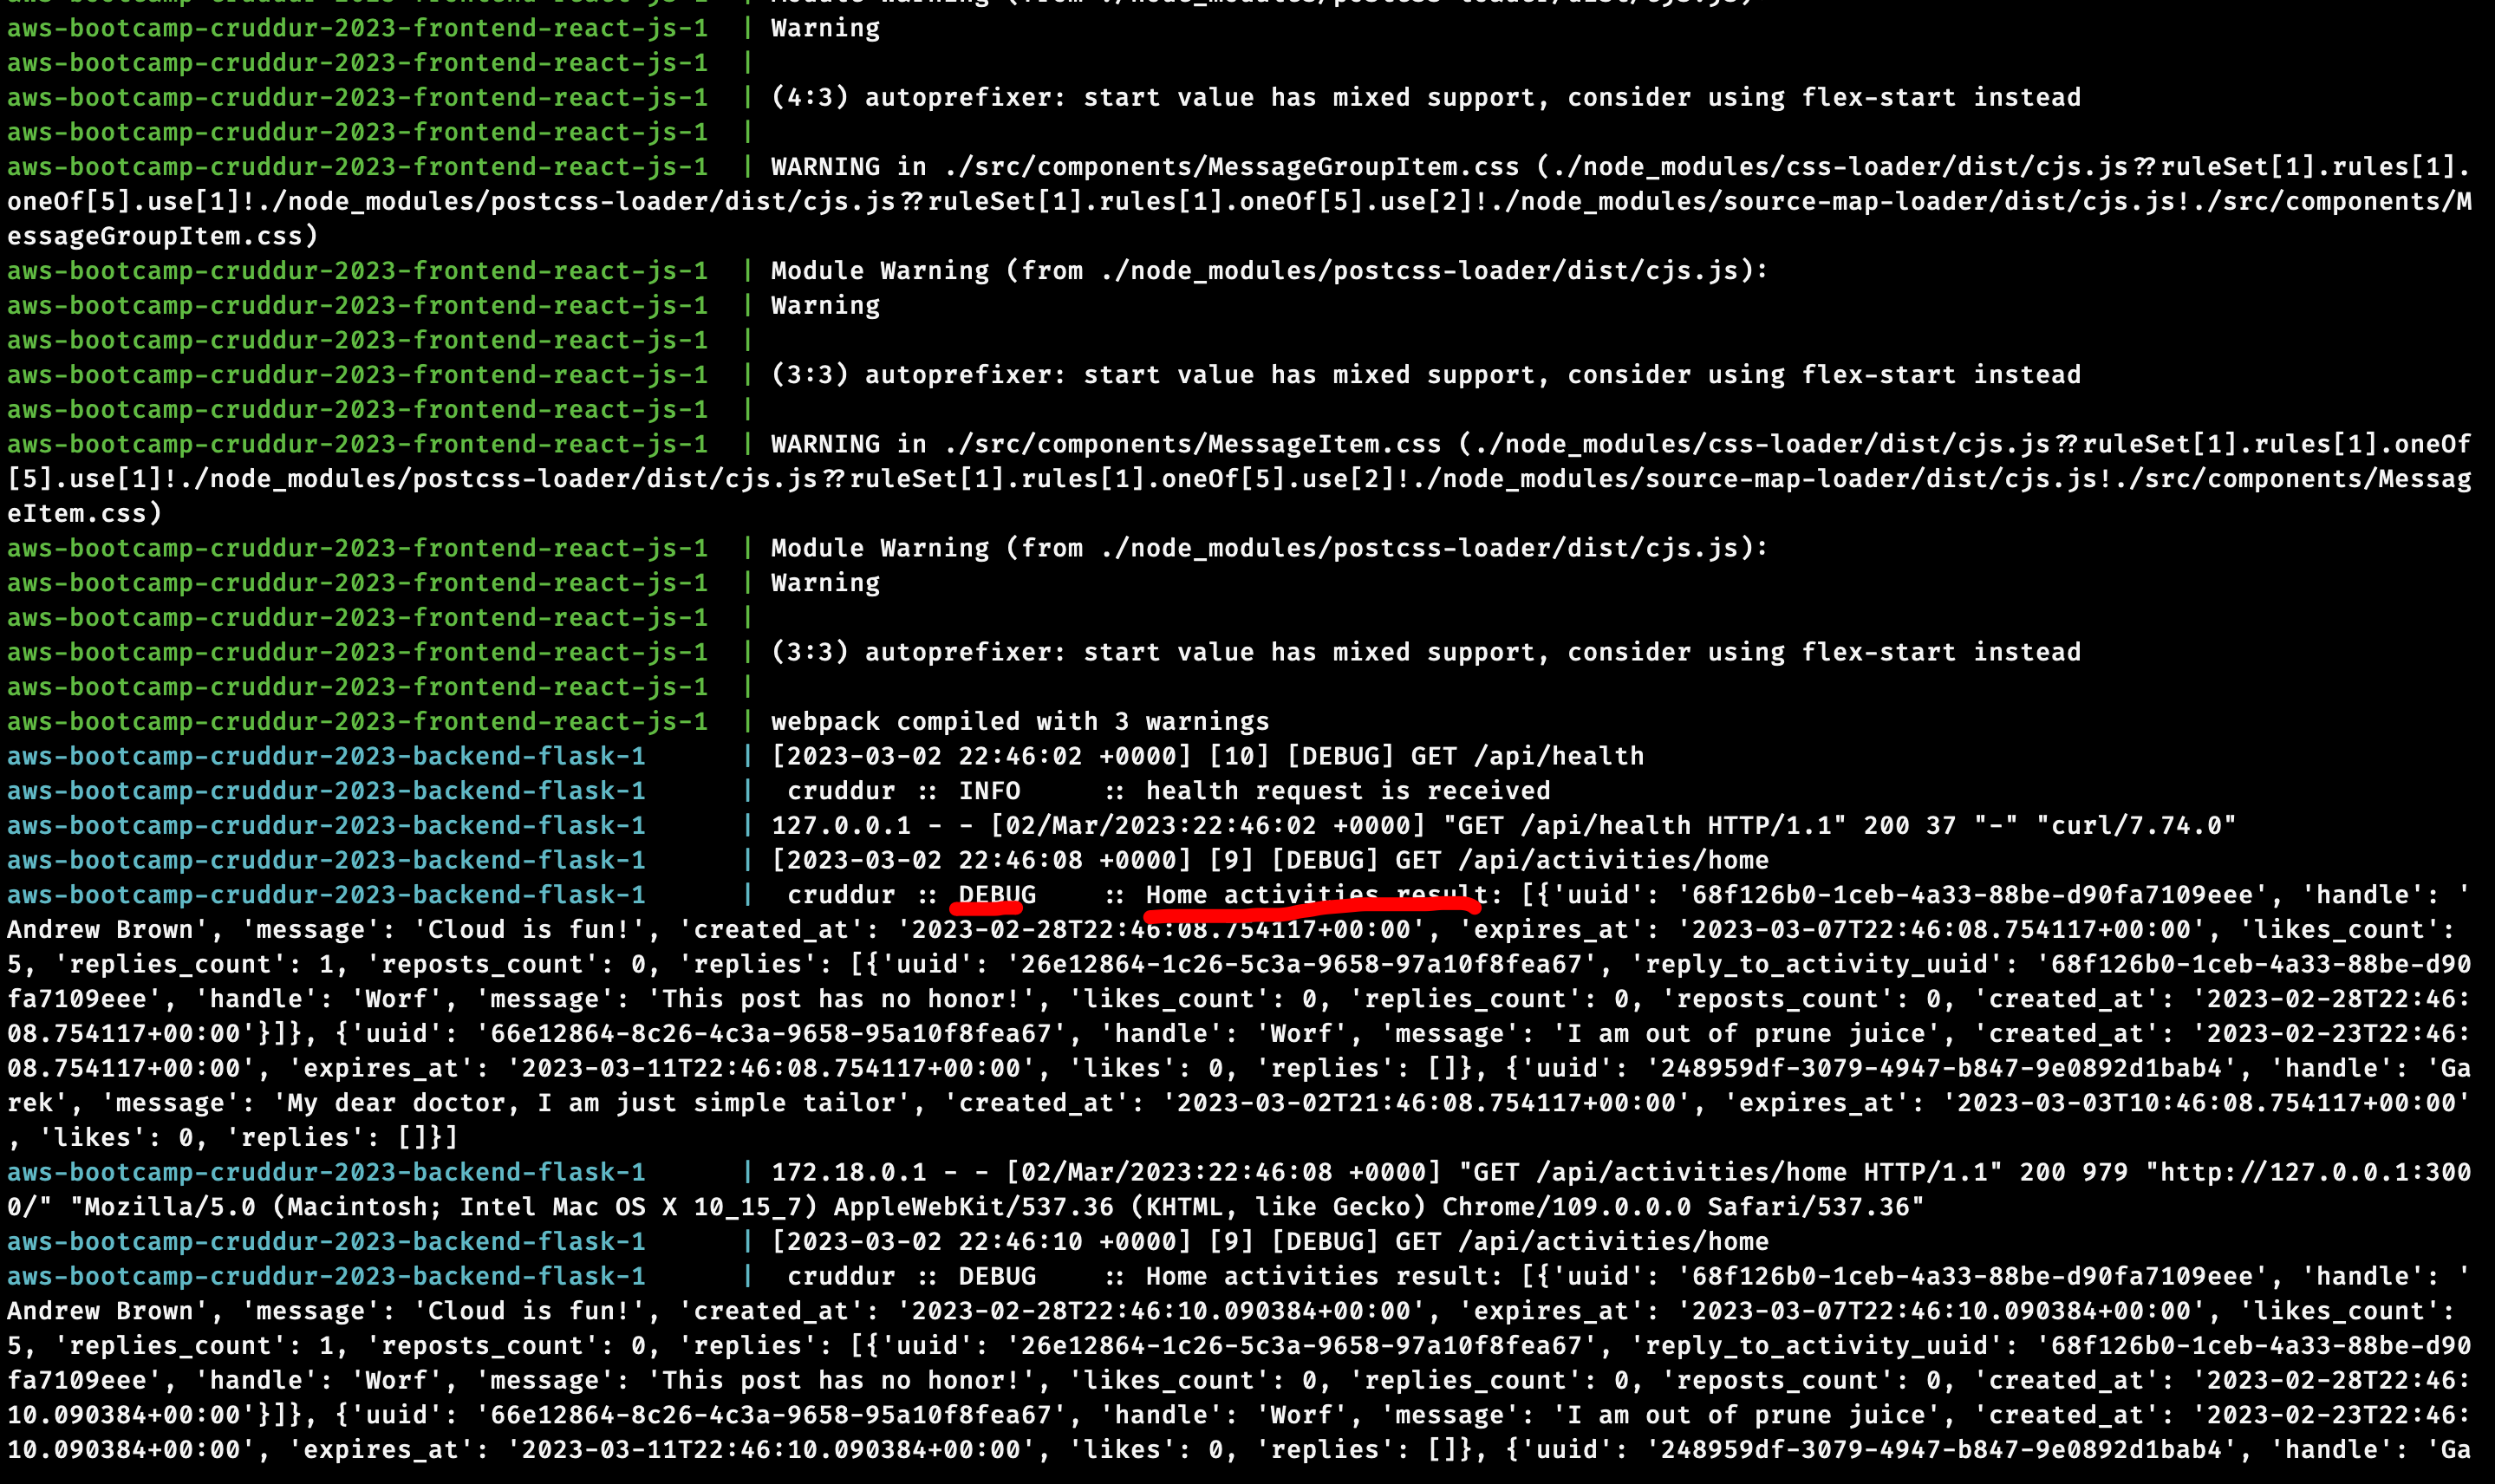 aws-bootcamp-cruddur-2023-frontend-react-js-1 | Module Warning (from ./node_modules/postcss-loader/dist/cjs.js)
aws-bootcamp-cruddur-2023-frontend-react-js-1 | Warning
aws-bootcamp-cruddur-2023-frontend-react-js-1 |
aws-bootcamp-cruddur-2023-frontend-react-js-1 | (4:3) autoprefixer: start value has mixed support, consider using flex-start instead
aws-bootcamp-cruddur-2023-frontend-react-js-1 |
aws-bootcamp-cruddur-2023-frontend-react-js-1 | WARNING in ./src/components/MessageGroupItem.css (./node_modules/css-loader/dist/cjs.js??ruleSet[1].rules[1].
oneOf[5].use[1]!./node_modules/postcss-loader/dist/cjs.js??ruleSet[1].rules[1].oneOf[5].use[2]!./node_modules/source-map-loader/dist/cjs.js!./src/components/M
essageGroupItem.css)
aws-bootcamp-cruddur-2023-frontend-react-js-1 | Module Warning (from ./node_modules/postcss-loader/dist/cjs.js):
aws-bootcamp-cruddur-2023-frontend-react-js-1 | Warning
aws-bootcamp-cruddur-2023-frontend-react-js-1 |
aws-bootcamp-cruddur-2023-frontend-react-js-1 | (3:3) autoprefixer: start value has mixed support, consider using flex-start instead
aws-bootcamp-cruddur-2023-frontend-react-js-1 |
aws-bootcamp-cruddur-2023-frontend-react-js-1 | WARNING in ./src/components/MessageItem.css (./node_modules/css-loader/dist/cjs.js??ruleSet[1].rules[1].oneOf
[5].use[1]!./node_modules/postcss-loader/dist/cjs.js??ruleSet[1].rules[1].oneOf[5].use[2]!./node_modules/source-map-loader/dist/cjs.js!./src/components/Messag
eItem.css)
aws-bootcamp-cruddur-2023-frontend-react-js-1 | Module Warning (from ./node_modules/postcss-loader/dist/cjs.js):
aws-bootcamp-cruddur-2023-frontend-react-js-1 | Warning
aws-bootcamp-cruddur-2023-frontend-react-js-1 |
aws-bootcamp-cruddur-2023-frontend-react-js-1 | (3:3) autoprefixer: start value has mixed support, consider using flex-start instead
aws-bootcamp-cruddur-2023-frontend-react-js-1 |
aws-bootcamp-cruddur-2023-frontend-react-js-1 | webpack compiled with 3 warnings
aws-bootcamp-cruddur-2023-backend-flask-1 | [2023-03-02 22:46:02 +0000] [10] [DEBUG] GET /api/health
aws-bootcamp-cruddur-2023-backend-flask-1 | cruddur :: INFO :: health request is received
aws-bootcamp-cruddur-2023-backend-flask-1 | 127.0.0.1 - - [02/Mar/2023:22:46:02 +0000] "GET /api/health HTTP/1.1" 200 37 "-" "curl/7.74.0"
aws-bootcamp-cruddur-2023-backend-flask-1 | [2023-03-02 22:46:08 +0000] [9] [DEBUG] GET /api/activities/home
aws-bootcamp-cruddur-2023-backend-flask-1 | cruddur :: DEBUG :: Home activities result: [{'uuid': '68f126b0-1ceb-4a33-88be-d90fa7109eee', 'handle': '
Andrew Brown', 'message': 'Cloud is fun!', 'created_at': '2023-02-28T22:46:08.754117+00:00', 'expires_at': '2023-03-07T22:46:08.754117+00:00', 'likes_count':
5, 'replies_count': 1, 'reposts_count': 0, 'replies': [{'uuid': '26e12864-1c26-5c3a-9658-97a10f8fea67', 'reply_to_activity_uuid': '68f126b0-1ceb-4a33-88be-d90
fa7109eee', 'handle': 'Worf', 'message': 'This post has no honor!', 'likes_count': 0, 'replies_count': 0, 'reposts_count': 0, 'created_at': '2023-02-28T22:46:
08.754117+00:00'}]}, {'uuid': '66e12864-8c26-4c3a-9658-95a10f8fea67', 'handle': 'Worf', 'message': 'I am out of prune juice', 'created_at': '2023-02-23T22:46:
08.754117+00:00', 'expires_at': '2023-03-11T22:46:08.754117+00:00', 'likes': 0, 'replies': []}, {'uuid': '248959df-3079-4947-b847-9e0892d1bab4', 'handle': 'Ga
rek', 'message': 'My dear doctor, I am just simple tailor', 'created_at': '2023-03-02T21:46:08.754117+00:00', 'expires_at': '2023-03-03T10:46:08.754117+00:00'
, 'likes': 0, 'replies': []}]
aws-bootcamp-cruddur-2023-backend-flask-1 | 172.18.0.1 - - [02/Mar/2023:22:46:08 +0000] "GET /api/activities/home HTTP/1.1" 200 979 "http://127.0.0.1:300
0/" "Mozilla/5.0 (Macintosh; Intel Mac OS X 10_15_7) AppleWebKit/537.36 (KHTML, like Gecko) Chrome/109.0.0.0 Safari/537.36"
aws-bootcamp-cruddur-2023-backend-flask-1 | [2023-03-02 22:46:10 +0000] [9] [DEBUG] GET /api/activities/home
aws-bootcamp-cruddur-2023-backend-flask-1 | cruddur :: DEBUG :: Home activities result: [{'uuid': '68f126b0-1ceb-4a33-88be-d90fa7109eee', 'handle': '
Andrew Brown', 'message': 'Cloud is fun!', 'created_at': '2023-02-28T22:46:10.090384+00:00', 'expires_at': '2023-03-07T22:46:10.090384+00:00', 'likes_count':
5, 'replies_count': 1, 'reposts_count': 0, 'replies': [{'uuid': '26e12864-1c26-5c3a-9658-97a10f8fea67', 'reply_to_activity_uuid': '68f126b0-1ceb-4a33-88be-d90
fa7109eee', 'handle': 'Worf', 'message': 'This post has no honor!', 'likes_count': 0, 'replies_count': 0, 'reposts_count': 0, 'created_at': '2023-02-28T22:46:
10.090384+00:00'}]}, {'uuid': '66e12864-8c26-4c3a-9658-95a10f8fea67', 'handle': 'Worf', 'message': 'I am out of prune juice', 'created_at': '2023-02-23T22:46:
10.090384+00:00', 'expires_at': '2023-03-11T22:46:10.090384+00:00', 'likes': 0, 'replies': []}, {'uuid': '248959df-3079-4947-b847-9e0892d1bab4', 'handle': 'Ga